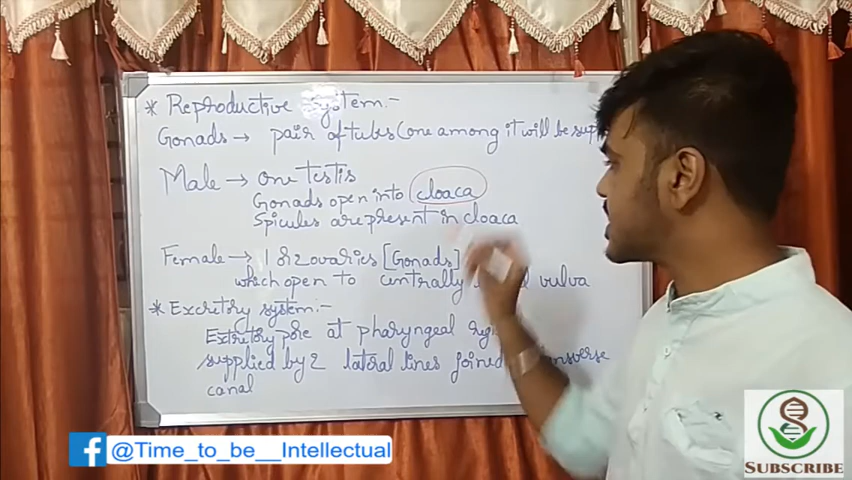 * Reproductive System:-
Gonads → pair of tubes (one among it will be
Male → one testis
Gonads open into cloaca
Spicules are present in cloaca
Female → 1 or 2 ovaries [Gonads]
which open to centrally vulva
* Excretory system:-
Excretory pore at pharyngeal
supplied by 2 lateral lines joined
canal
@Time_to_be__Intellectual
SUBSCRIBE